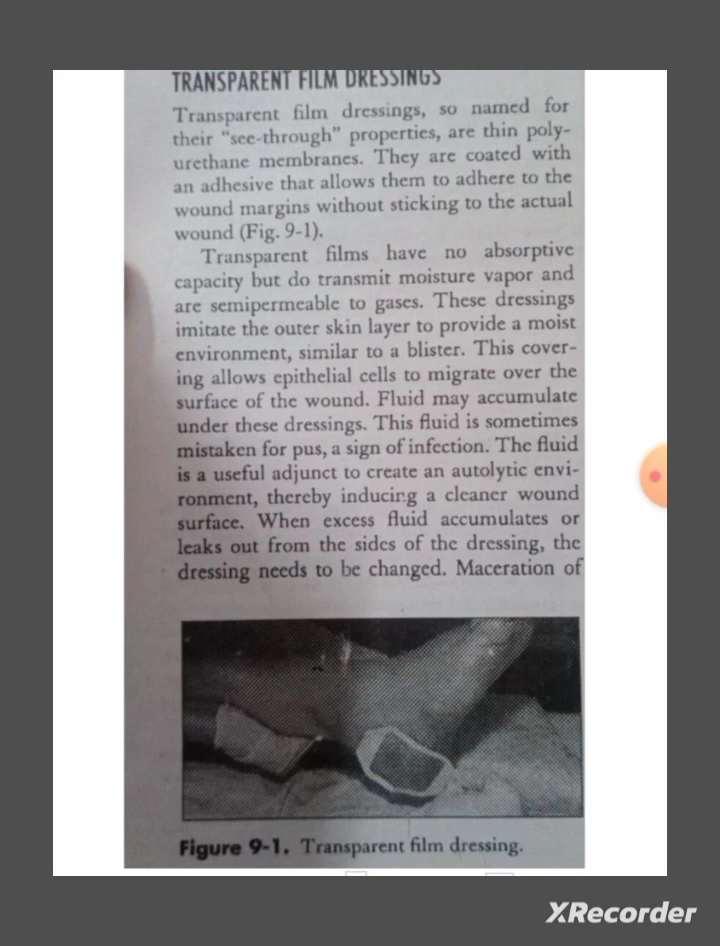 TRANSPARENT FILM DRESSINGS
Transparent film dressings, so named for
their "see-through" properties, are thin poly-
urethane membranes. They are coated with
an adhesive that allows them to adhere to the
wound margins without sticking to the actual
wound (Fig. 9-1).
Transparent films have no absorptive
capacity but do transmit moisture vapor and
are semipermeable to gases. These dressings
imitate the outer skin layer to provide a moist
environment, similar to a blister. This cover-
ing allows epithelial cells to migrate over the
surface of the wound. Fluid may accumulate
under these dressings. This fluid is sometimes
mistaken for pus, a sign of infection. The fluid
is a useful adjunct to create an autolytic envi-
ronment, thereby inducing a cleaner wound
surface. When excess fluid accumulates or
leaks out from the sides of the dressing, the
dressing needs to be changed. Maceration of
Figure 9-1. Transparent film dressing.
XRecorder